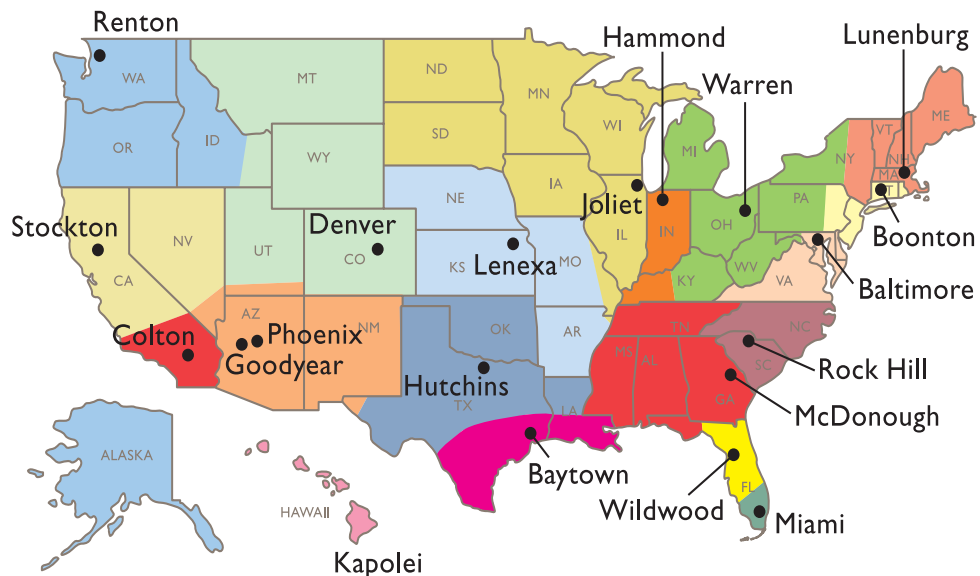 Renton
Hammond
Lunenburg
Warren
WA
MT
ND
MN
ME
VT
NH
OR
ID
SD
WI
MI
NY
MA
WY
IA
NE
PA
Stockton
Denver
Joliet
IL
IN
OH
Boonton
NV
UT
CO
Lenexa
KS
MO
WV
VA
KY
Baltimore
CA
AZ
Phoenix
NM
OK
AR
TN
NC
Colton
Goodyear
MS
AL
SC
Rock Hill
Hutchins
TX
LA
GA
McDonough
ALASKA
Baytown
Wildwood
FL
Miami
HAWAII
Kapolei